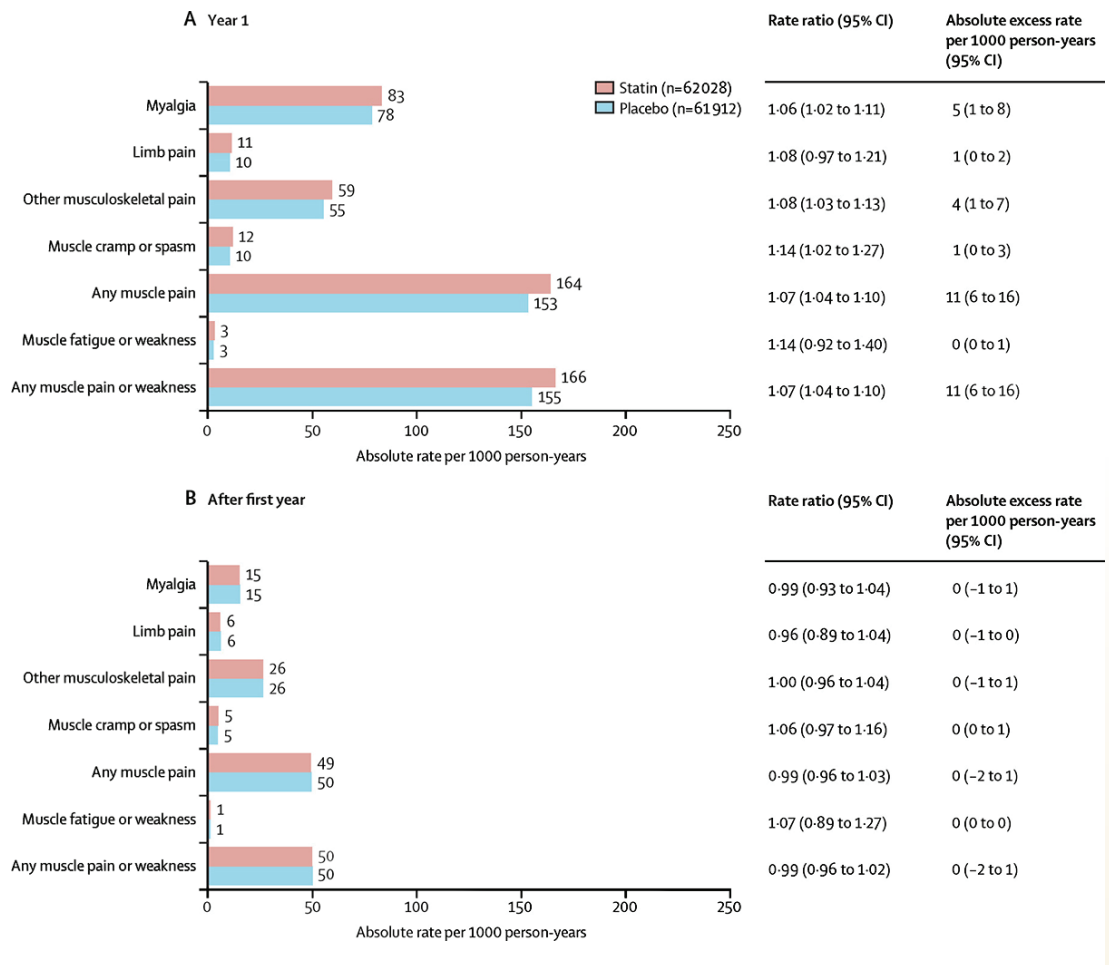 A Year 1
Rate ratio (95% CI)
Absolute excess rate
per 1000 person-years
(95% CI)
Statin (n=62028)
Placebo (n=61912)
Myalgia 83 78 1·06 (1·02 to 1·11) 5 (1 to 8)
Limb pain 11 10 1·08 (0·97 to 1·21) 1 (0 to 2)
Other musculoskeletal pain 59 55 1·08 (1·03 to 1·13) 4 (1 to 7)
Muscle cramp or spasm 12 10 1·14 (1·02 to 1·27) 1 (0 to 3)
Any muscle pain 164 153 1·07 (1·04 to 1·10) 11 (6 to 16)
Muscle fatigue or weakness 3 3 1·14 (0·92 to 1·40) 0 (0 to 1)
Any muscle pain or weakness 166 155 1·07 (1·04 to 1·10) 11 (6 to 16)
0 50 100 150 200 250
Absolute rate per 1000 person-years
B After first year
Rate ratio (95% CI)
Absolute excess rate
per 1000 person-years
(95% CI)
Myalgia 15 15 0·99 (0·93 to 1·04) 0 (–1 to 1)
Limb pain 6 6 0·96 (0·89 to 1·04) 0 (–1 to 0)
Other musculoskeletal pain 26 26 1·00 (0·96 to 1·04) 0 (–1 to 1)
Muscle cramp or spasm 5 5 1·06 (0·97 to 1·16) 0 (0 to 1)
Any muscle pain 49 50 0·99 (0·96 to 1·03) 0 (–2 to 1)
Muscle fatigue or weakness 1 1 1·07 (0·89 to 1·27) 0 (0 to 0)
Any muscle pain or weakness 50 50 0·99 (0·96 to 1·02) 0 (–2 to 1)
0 50 100 150 200 250
Absolute rate per 1000 person-years